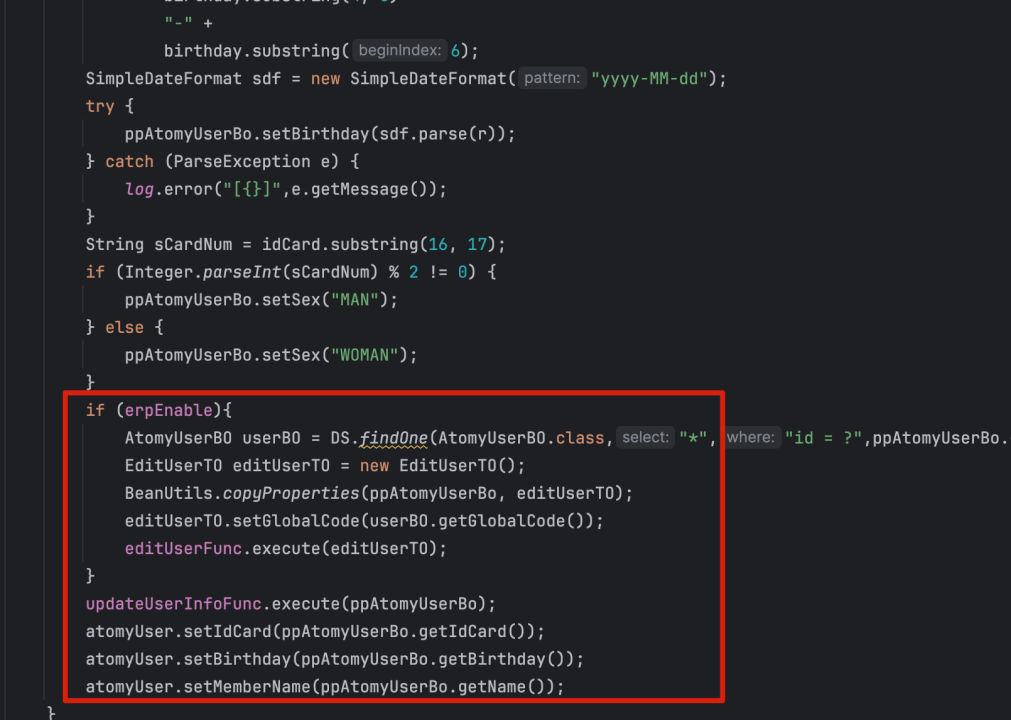 "-" +
birthday.substring( beginIndex: 6);
SimpleDateFormat sdf = new SimpleDateFormat( pattern: "yyyy-MM-dd");
try {
ppAtomyUserBo.setBirthday(sdf.parse(r));
} catch (ParseException e) {
log.error("[{}]",e.getMessage());
}
String sCardNum = idCard.substring(16, 17);
if (Integer.parseInt(sCardNum) % 2 != 0) {
ppAtomyUserBo.setSex("MAN");
} else {
ppAtomyUserBo.setSex("WOMAN");
}
if (erpEnable){
AtomyUserBO userBO = DS.findOne(AtomyUserBO.class, select: "*", where: "id = ?",ppAtomyUserBo.
EditUserTO editUserTO = new EditUserTO();
BeanUtils.copyProperties(ppAtomyUserBo, editUserTO);
editUserTO.setGlobalCode(userBO.getGlobalCode());
editUserFunc.execute(editUserTO);
}
updateUserInfoFunc.execute(ppAtomyUserBo);
atomyUser.setIdCard(ppAtomyUserBo.getIdCard());
atomyUser.setBirthday(ppAtomyUserBo.getBirthday());
atomyUser.setMemberName(ppAtomyUserBo.getName());
}